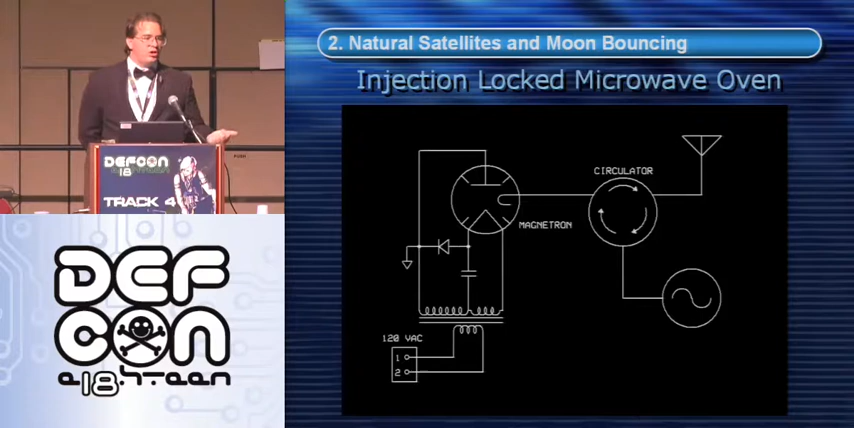 2. Natural Satellites and Moon Bouncing
Injection Locked Microwave Oven
CIRCULATOR
MAGNETRON
120 VAC
1
2
PUSH
DEFCON
18
TRACK 4
DEF
CON
e18hteen